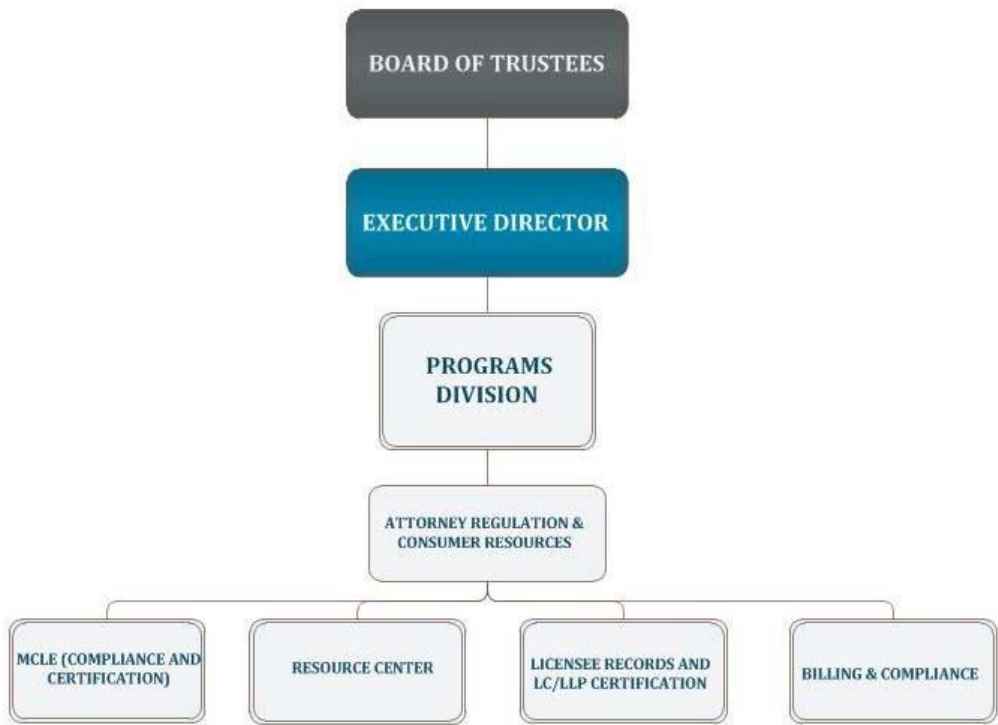 BOARD OF TRUSTEES
EXECUTIVE DIRECTOR
PROGRAMS
DIVISION
ATTORNEY REGULATION &
CONSUMER RESOURCES
MCLE (COMPLIANCE AND
CERTIFICATION)
RESOURCE CENTER
LICENSEE RECORDS AND
LC/LLP CERTIFICATION
BILLING & COMPLIANCE